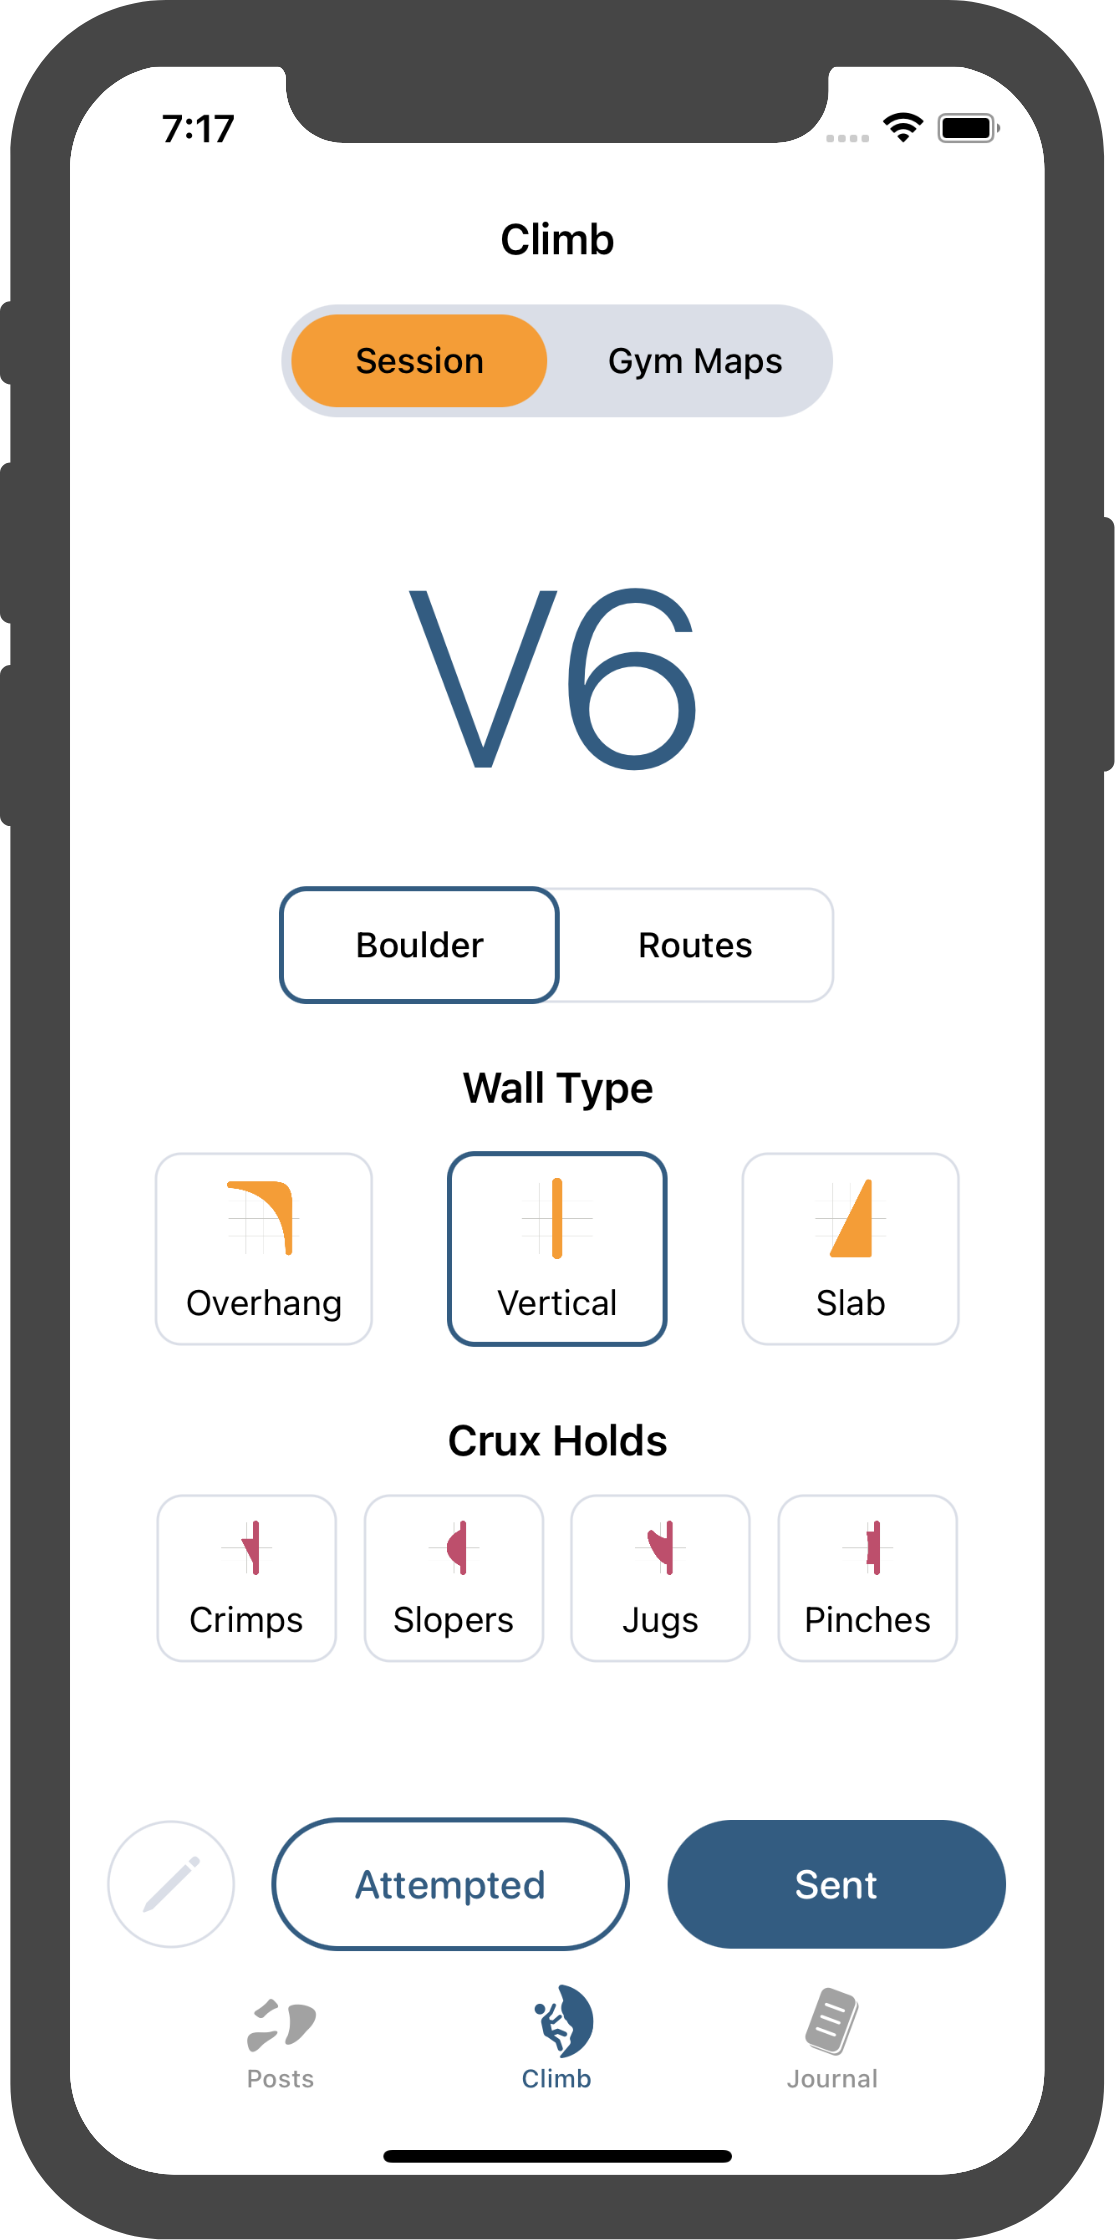 7:17
Climb
Session Gym Maps
V6
Boulder Routes
Wall Type
Overhang Vertical Slab
Crux Holds
Crimps Slopers Jugs Pinches
Attempted Sent
Posts Climb Journal